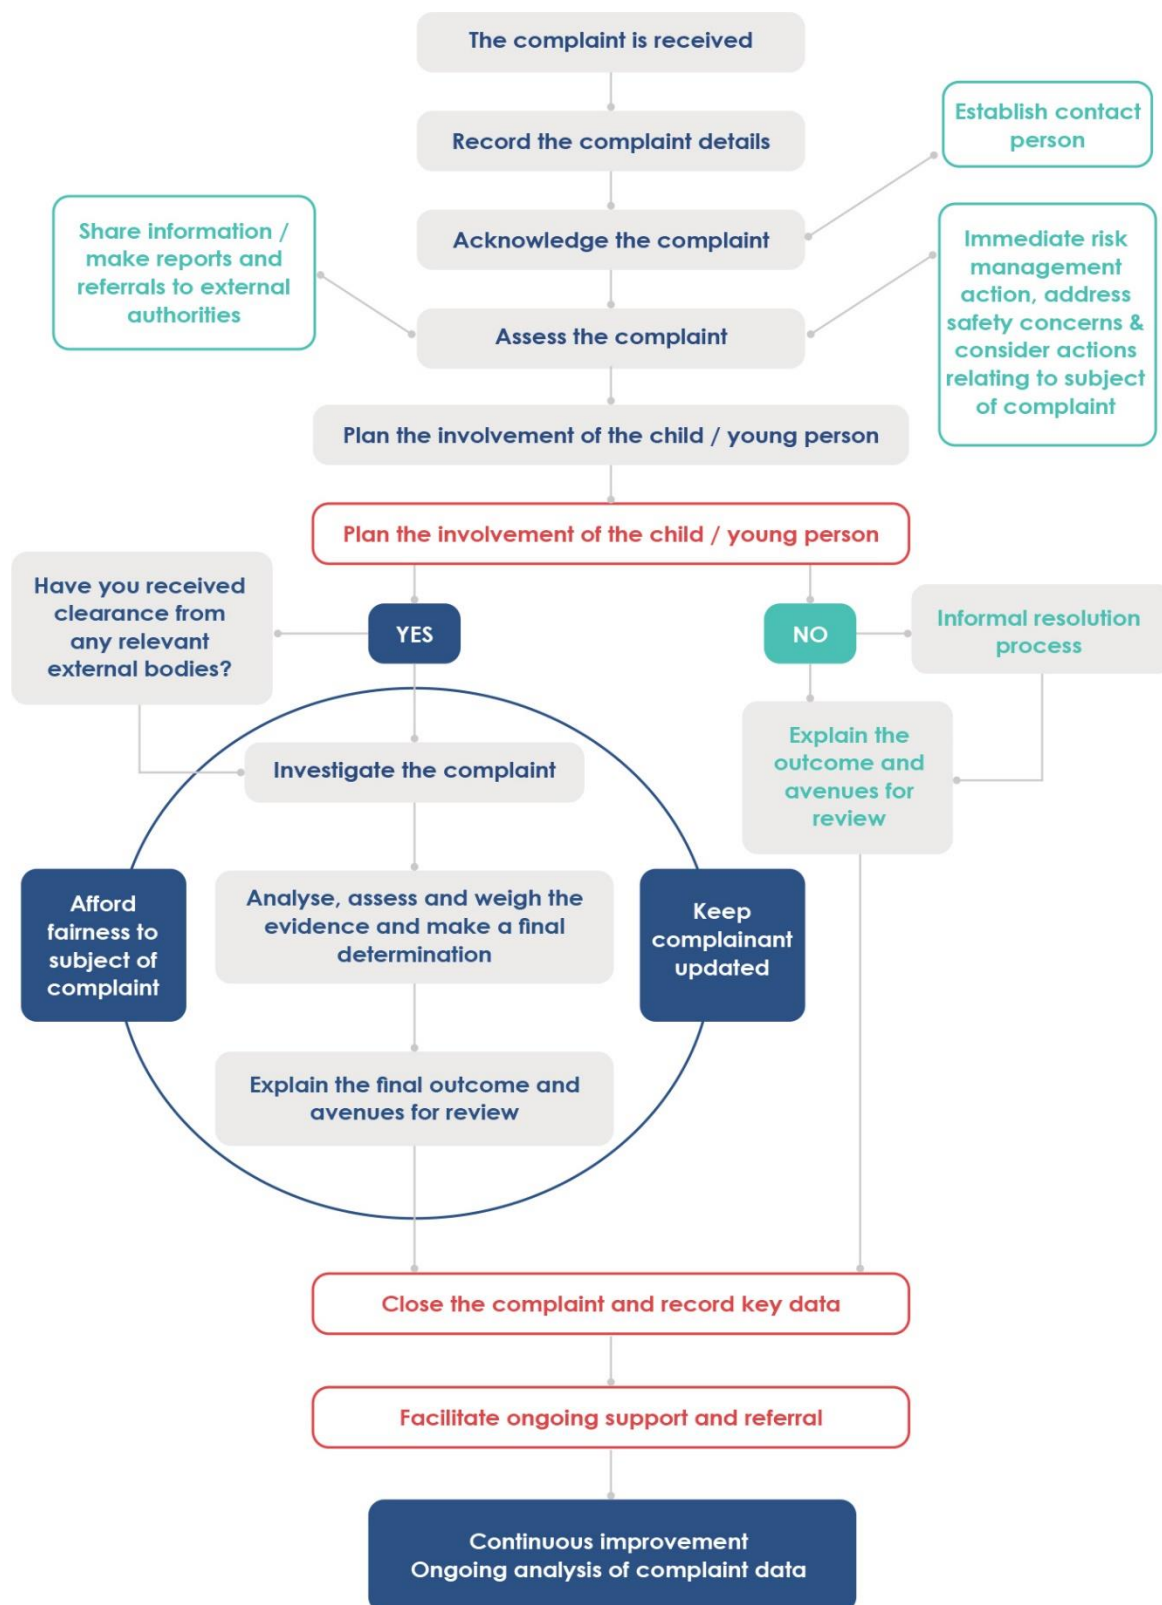 The complaint is received
Record the complaint details
Establish contact
person
Acknowledge the complaint
Share information /
make reports and
referrals to external
authorities
Immediate risk
management
action, address
safety concerns &
consider actions
relating to subject
of complaint
Assess the complaint
Plan the involvement of the child / young person
Plan the involvement of the child / young person
Have you received
clearance from
any relevant
external bodies?
YES
NO
Informal resolution
process
Investigate the complaint
Explain the
outcome and
avenues for
review
Afford
fairness to
subject of
complaint
Analyse, assess and weigh the
evidence and make a final
determination
Keep
complainant
updated
Explain the final outcome and
avenues for review
Close the complaint and record key data
Facilitate ongoing support and referral
Continuous improvement
Ongoing analysis of complaint data